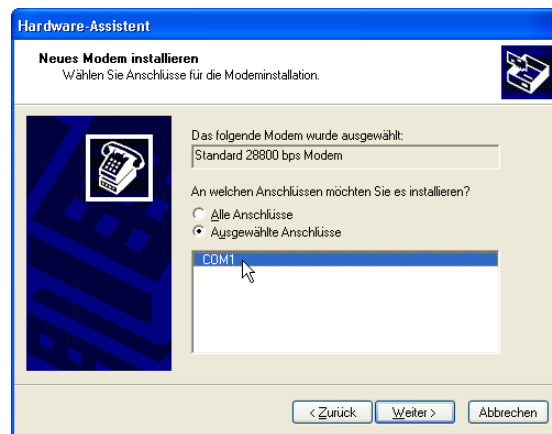 Hardware-Assistent
Neues Modem installieren
Wählen Sie Anschlüsse für die Modeminstallation.
Das folgende Modem wurde ausgewählt:
Standard 28800 bps Modem
An welchen Anschlüssen möchten Sie es installieren?
Alle Anschlüsse
Ausgewählte Anschlüsse
COM1
< Zurück Weiter > Abbrechen